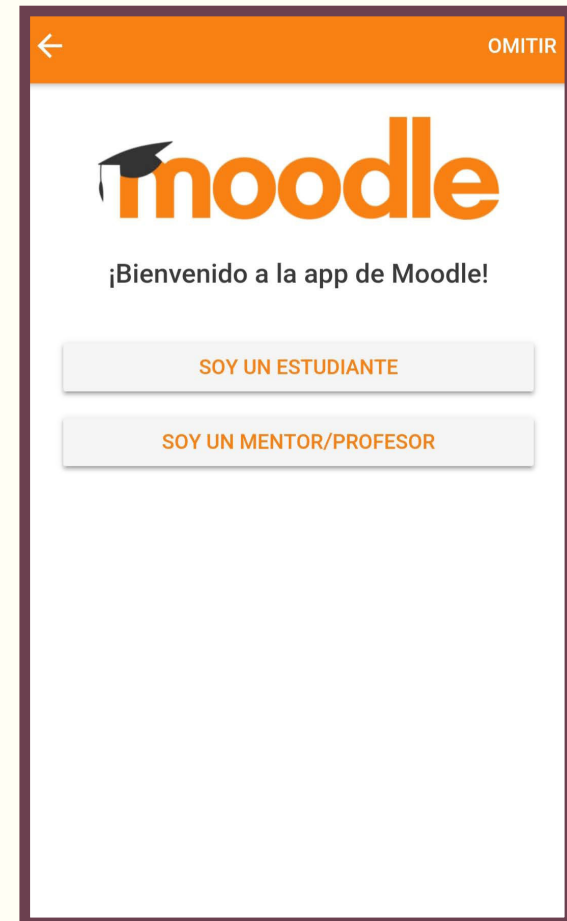 OMITIR
moodle
¡Bienvenido a la app de Moodle!
SOY UN ESTUDIANTE
SOY UN MENTOR/PROFESOR